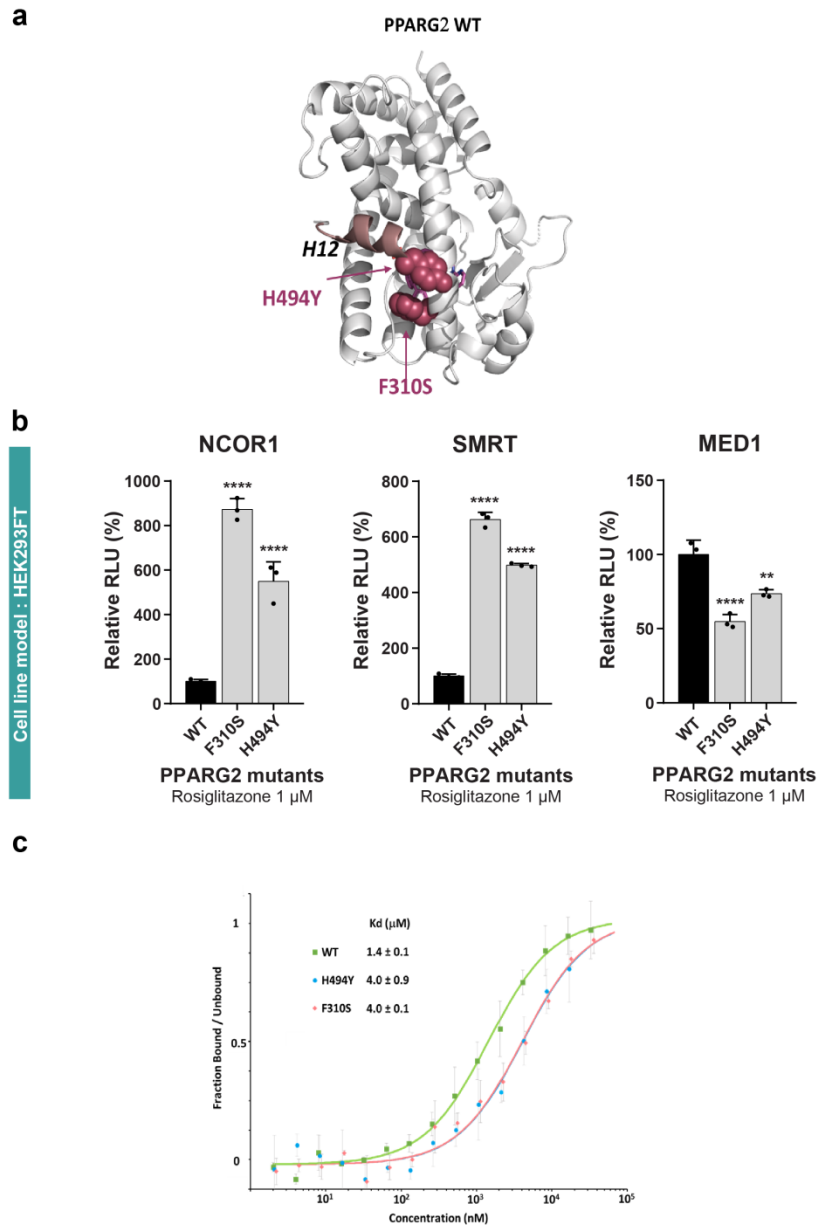 a
PPARG2 WT
H12
H494Y
F310S
b
Cell line model : HEK293FT
NCOR1
Relative RLU (%)
1000
800
600
400
200
0
****
****
WT
F310S
H494Y
PPARG2 mutants
Rosiglitazone 1 µM
SMRT
Relative RLU (%)
800
600
400
200
0
****
****
WT
F310S
H494Y
PPARG2 mutants
Rosiglitazone 1 µM
MED1
Relative RLU (%)
150
100
50
0
****
**
WT
F310S
H494Y
PPARG2 mutants
Rosiglitazone 1 µM
c
Fraction Bound / Unbound
1
0.5
0
Kd (µM)
WT 1.4 ± 0.1
H494Y 4.0 ± 0.9
F310S 4.0 ± 0.1
10¹ 10² 10³ 10⁴ 10⁵
Concentration (nM)